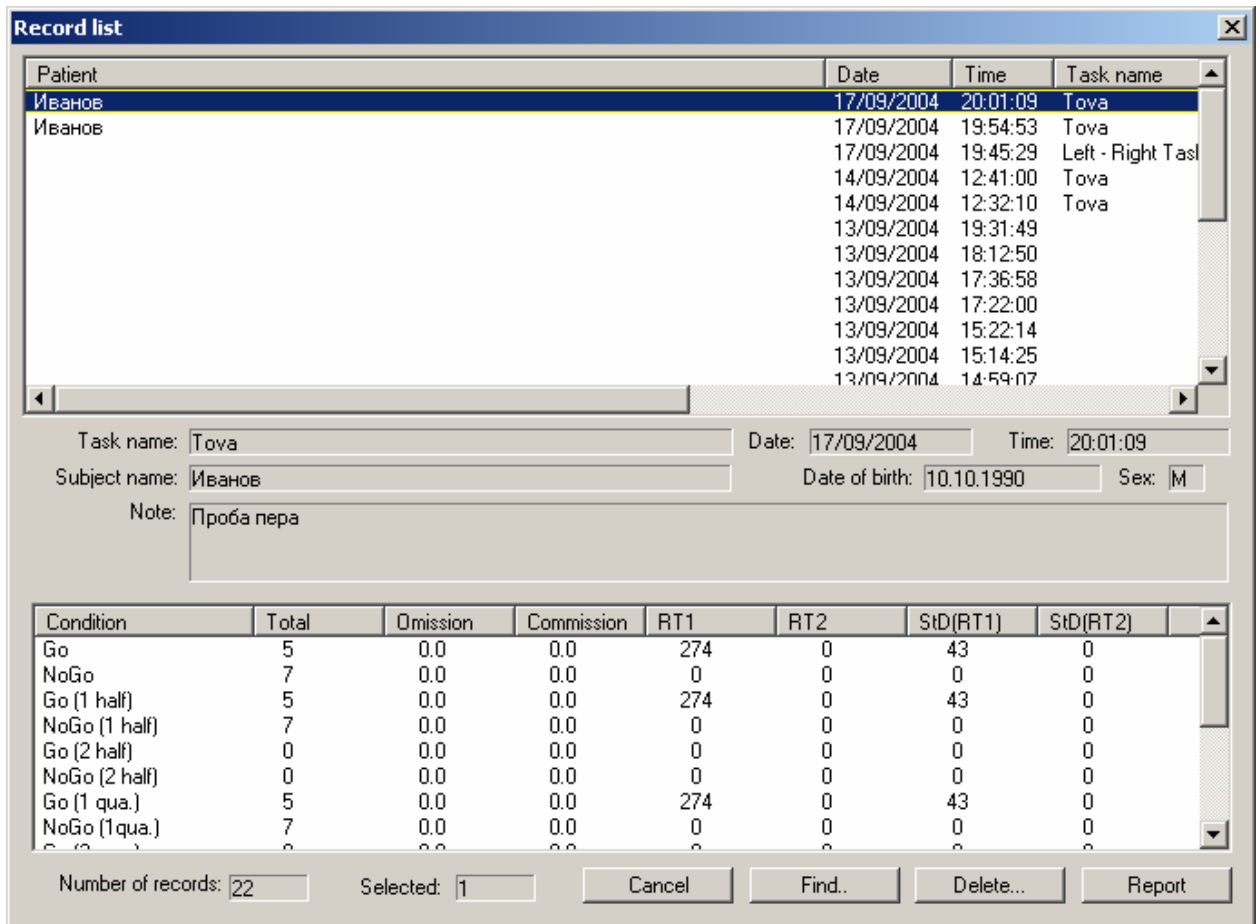 Record list
Patient Date Time Task name
Иванов 17/09/2004 20:01:09 Tova
Иванов 17/09/2004 19:54:53 Tova
17/09/2004 19:45:29 Left - Right Tas
14/09/2004 12:41:00 Tova
14/09/2004 12:32:10 Tova
13/09/2004 19:31:49
13/09/2004 18:12:50
13/09/2004 17:36:58
13/09/2004 17:22:00
13/09/2004 15:22:14
13/09/2004 15:14:25
13/09/2004 14:59:07
Task name: Tova Date: 17/09/2004 Time: 20:01:09
Subject name: Иванов Date of birth: 10.10.1990 Sex: M
Note: Проба пера
Condition Total Omission Commission RT1 RT2 StD(RT1) StD(RT2)
Go 5 0.0 0.0 274 0 43 0
NoGo 7 0.0 0.0 0 0 0 0
Go (1 half) 5 0.0 0.0 274 0 43 0
NoGo (1 half) 7 0.0 0.0 0 0 0 0
Go (2 half) 0 0.0 0.0 0 0 0 0
NoGo (2 half) 0 0.0 0.0 0 0 0 0
Go (1 qua.) 5 0.0 0.0 274 0 43 0
NoGo (1qua.) 7 0.0 0.0 0 0 0 0
Number of records: 22 Selected: 1 Cancel Find.. Delete... Report